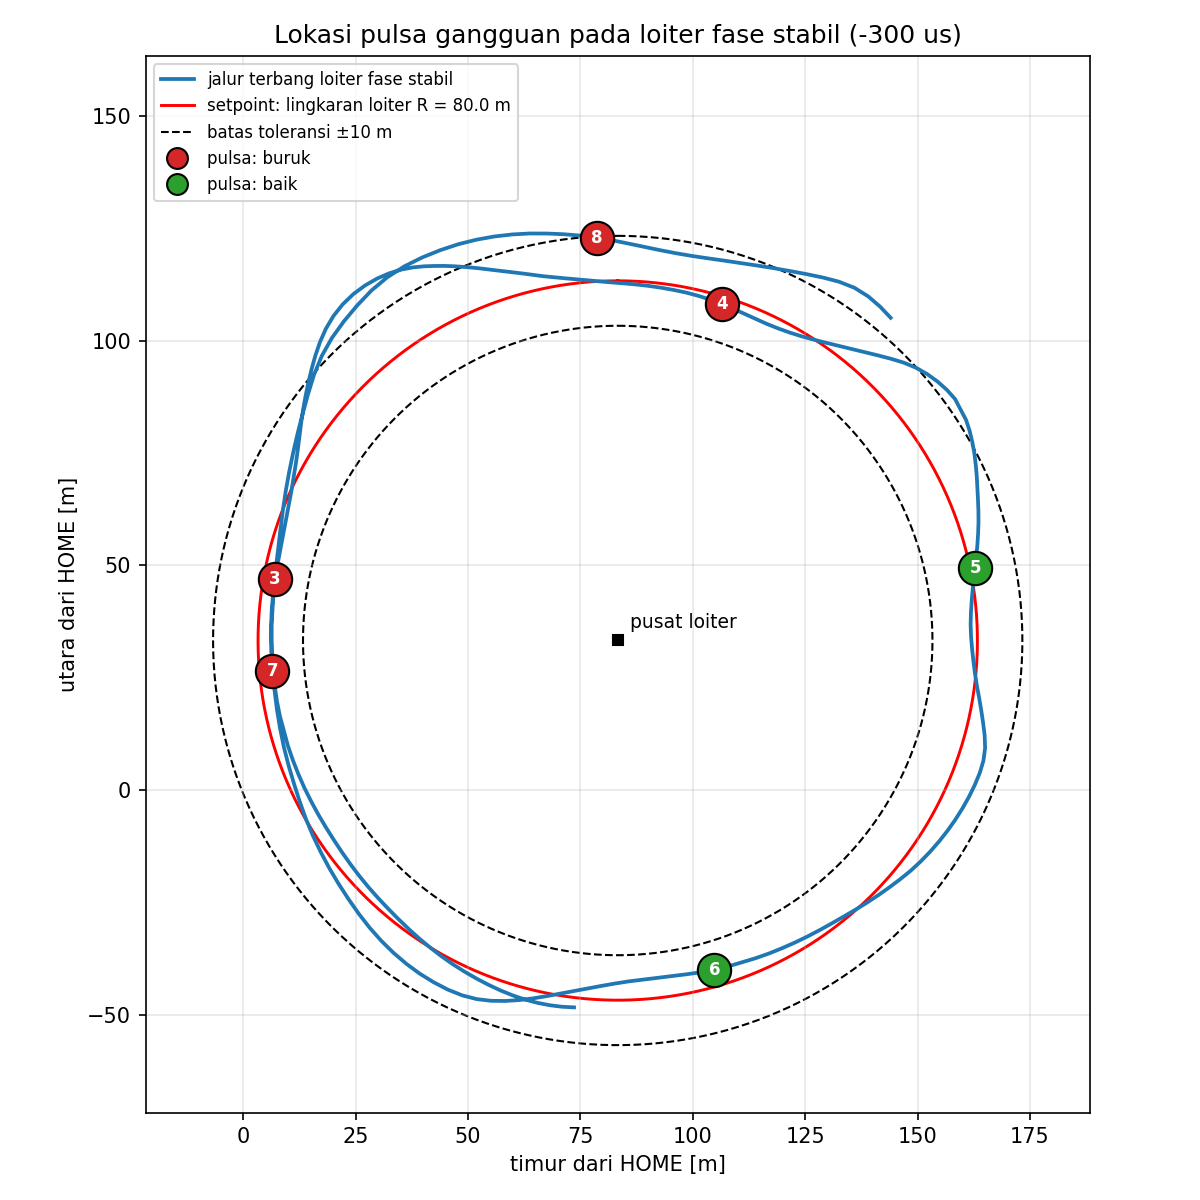 Lokasi pulsa gangguan pada loiter fase stabil (-300 us)
jalur terbang loiter fase stabil
setpoint: lingkaran loiter R = 80.0 m
batas toleransi ±10 m
pulsa: buruk
pulsa: baik
150
100
50
0
−50
utara dari HOME [m]
8
4
3
5
pusat loiter
7
6
0
25
50
75
100
125
150
175
timur dari HOME [m]